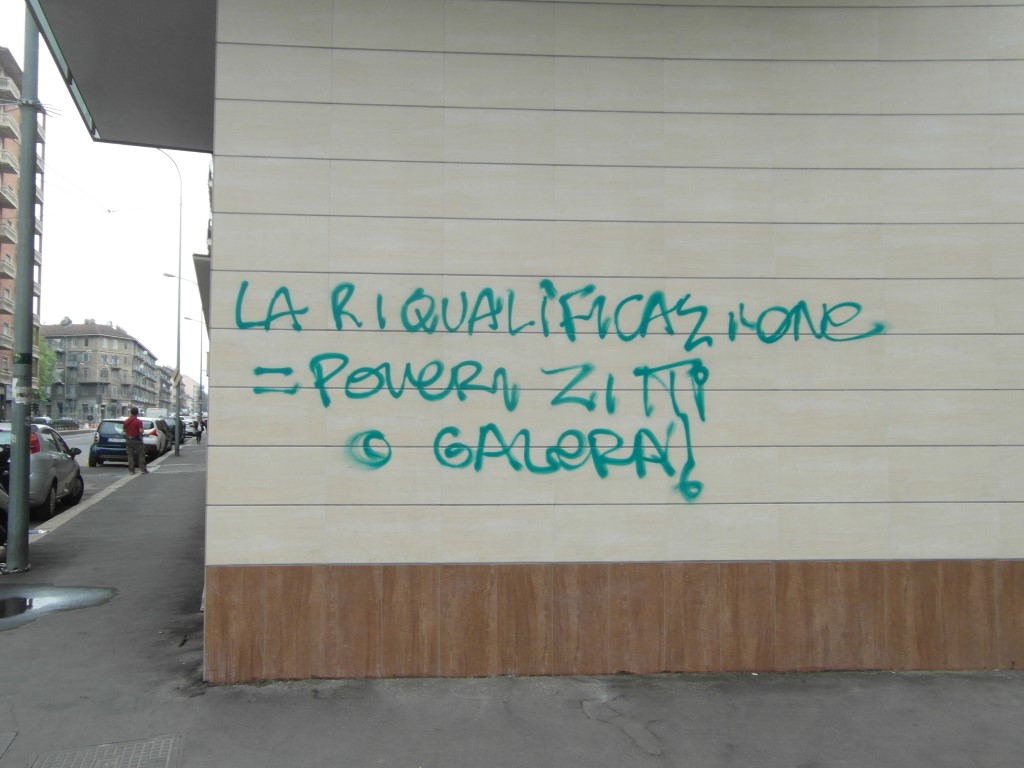 LA RIQUALIFICAZIONE
= POVERI ZITTI
O GALERA!